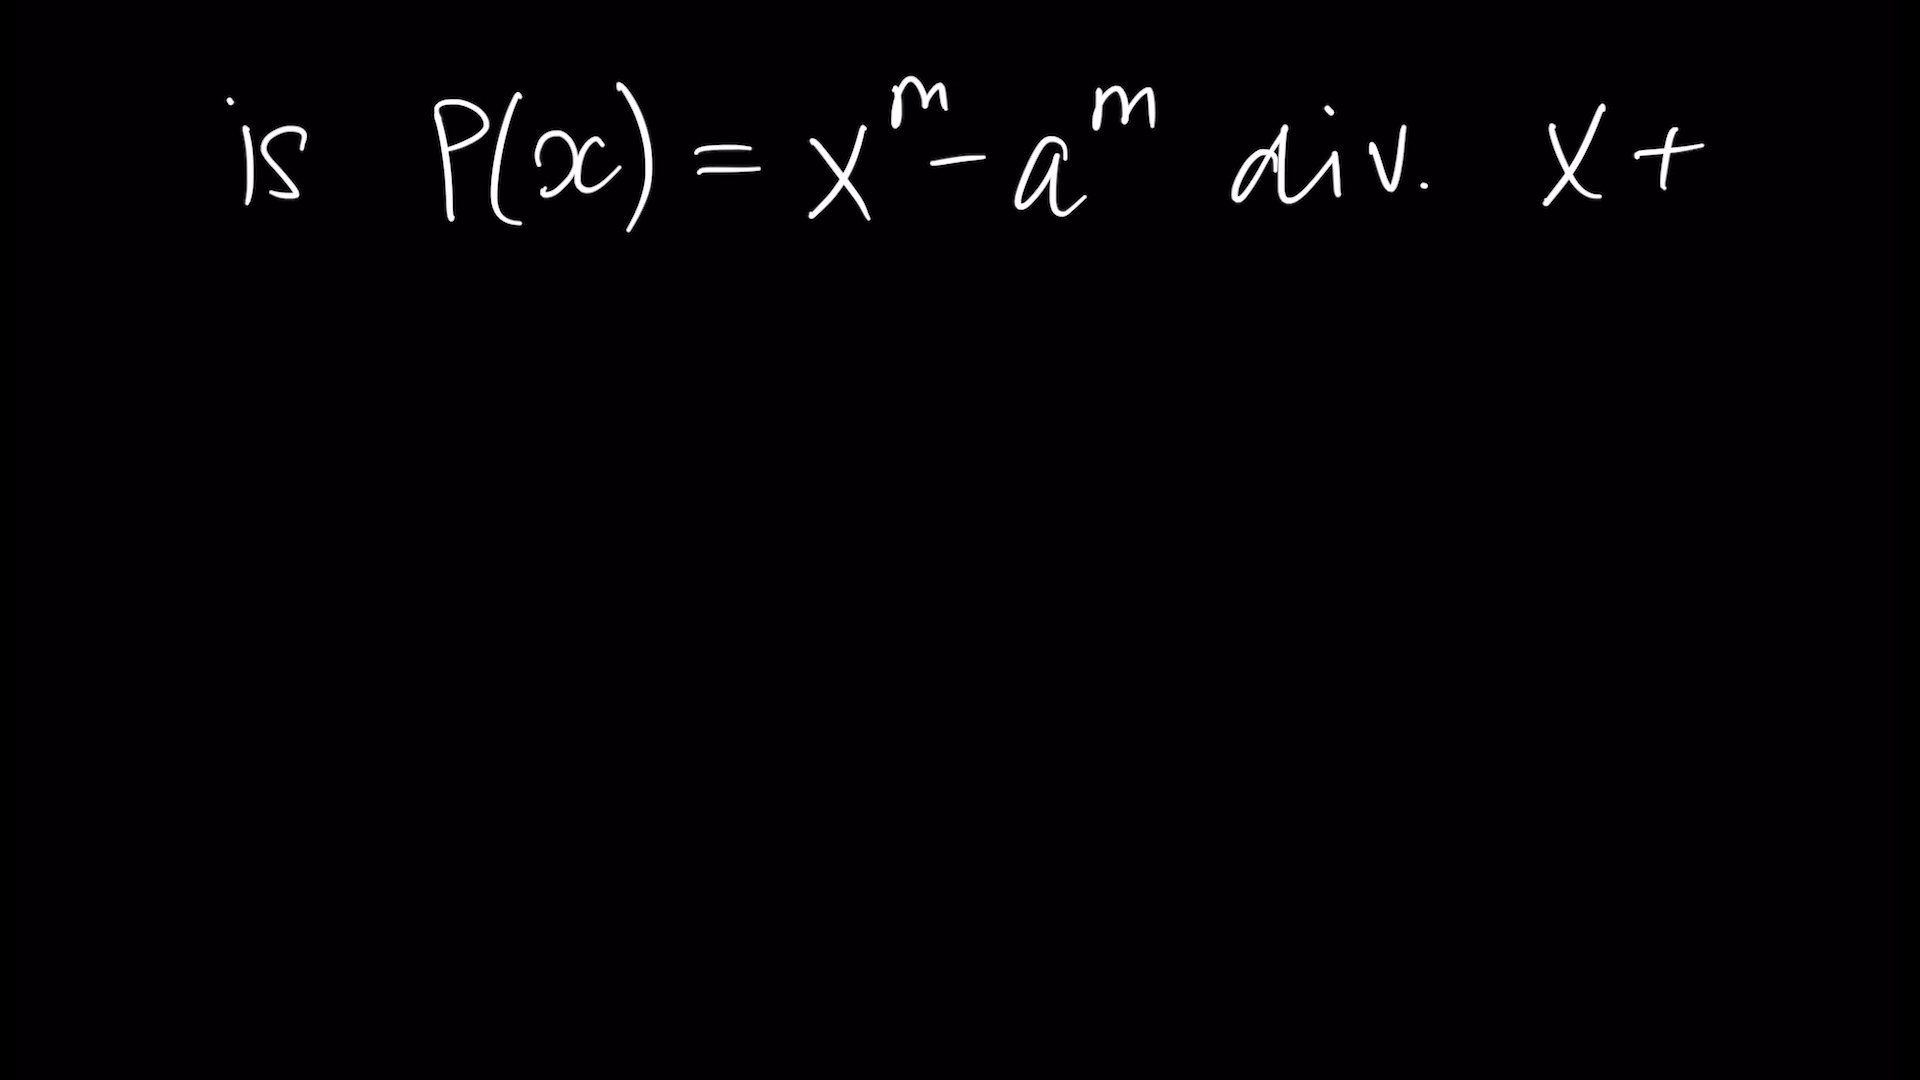 is P(x) = x^m - a^m div. x +